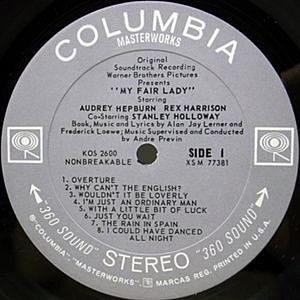 COLUMBIA
MASTERWORKS
Original
Soundtrack Recording
Warner Brothers Pictures
Presents
"MY FAIR LADY"
Starring
AUDREY HEPBURN REX HARRISON
Co-Starring STANLEY HOLLOWAY
Book, Music and Lyrics by Alan Jay Lerner and
Frederick Loewe; Music Supervised and Conducted
by Andre Previn
KOS 2600
NONBREAKABLE
SIDE 1
XSM 77381
1. OVERTURE
2. WHY CAN'T THE ENGLISH?
3. WOULDN'T IT BE LOVERLY
4. I'M JUST AN ORDINARY MAN
5. WITH A LITTLE BIT OF LUCK
6. JUST YOU WAIT
7. THE RAIN IN SPAIN
8. I COULD HAVE DANCED
ALL NIGHT
"360 SOUND" STEREO "360 SOUND"
® "COLUMBIA", "MASTERWORKS", MARCAS REG. PRINTED IN U.S.A.